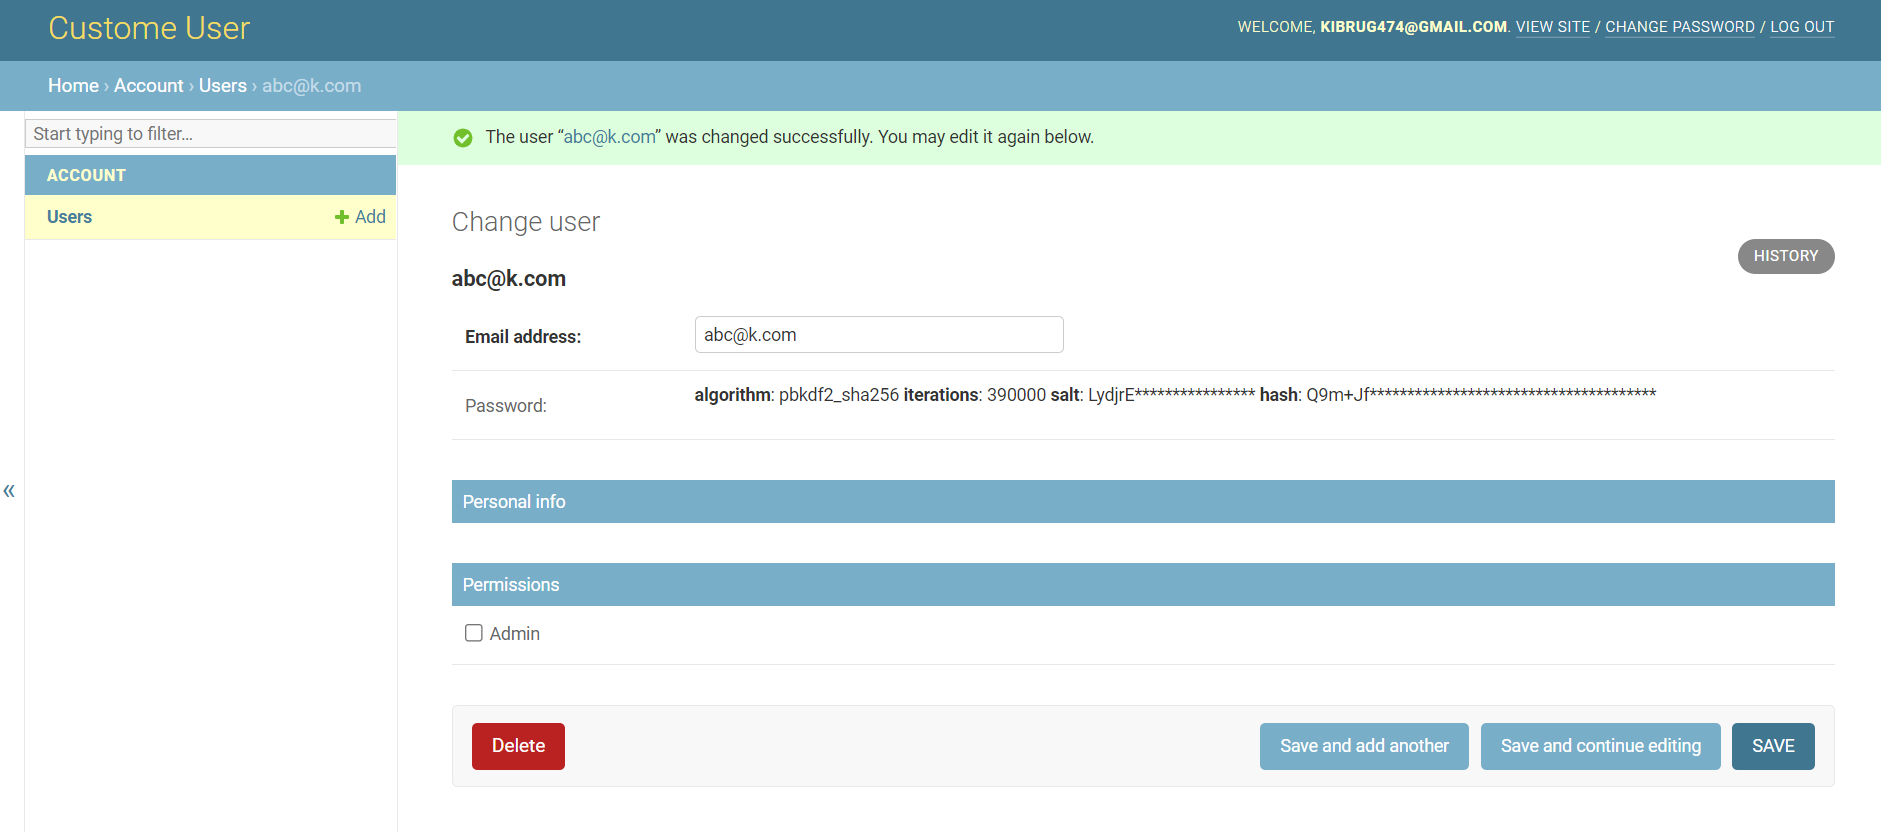 Custome User
WELCOME, KIBRUG474@GMAIL.COM. VIEW SITE / CHANGE PASSWORD / LOG OUT
Home › Account › Users › abc@k.com
Start typing to filter...
ACCOUNT
Users Add
«
The user “abc@k.com” was changed successfully. You may edit it again below.
Change user
HISTORY
abc@k.com
Email address: abc@k.com
Password: algorithm: pbkdf2_sha256 iterations: 390000 salt: LydjrE**************** hash: Q9m+Jf**************************************
Personal info
Permissions
Admin
Delete Save and add another Save and continue editing SAVE